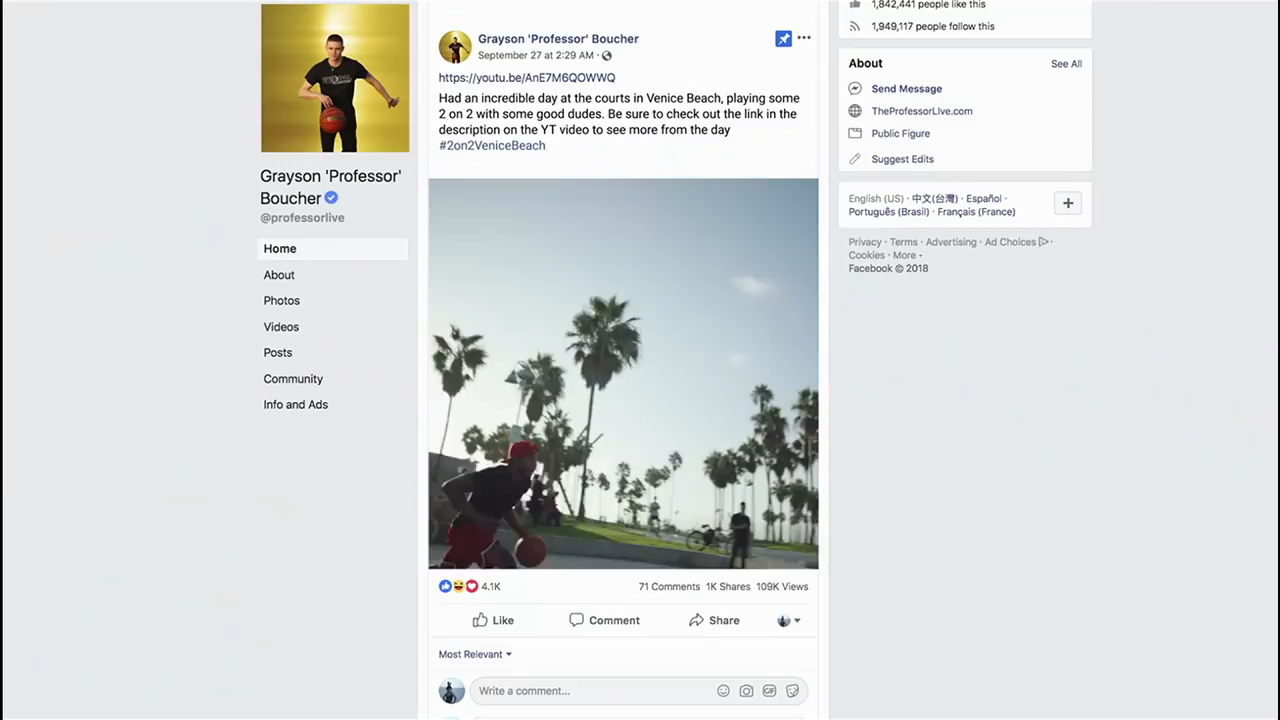 Grayson 'Professor'
Boucher
@professorlive
Home
About
Photos
Videos
Posts
Community
Info and Ads
Grayson 'Professor' Boucher
September 27 at 2:29 AM ·
https://youtu.be/AnE7M6QOWWQ
Had an incredible day at the courts in Venice Beach, playing some
2 on 2 with some good dudes. Be sure to check out the link in the
description on the YT video to see more from the day
#2on2VeniceBeach
4.1K
71 Comments 1K Shares 109K Views
Like Comment Share
Most Relevant
Write a comment...
GIF
1,842,441 people like this
1,949,117 people follow this
About See All
Send Message
TheProfessorLIve.com
Public Figure
Suggest Edits
English (US) · 中文(台灣) · Español ·
Português (Brasil) · Français (France)
Privacy · Terms · Advertising · Ad Choices ·
Cookies · More
Facebook © 2018